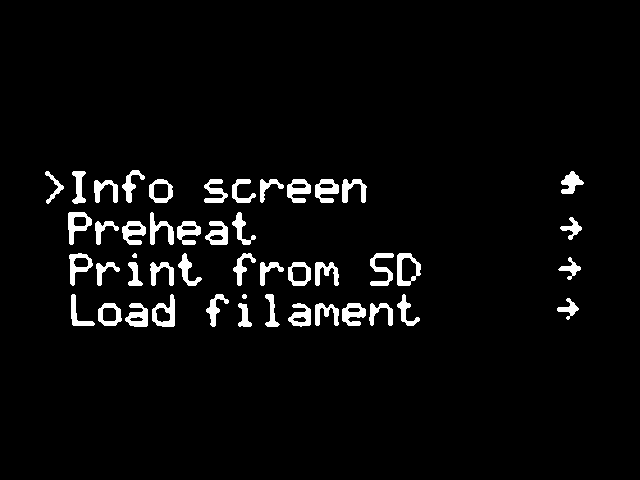 >Info screen ↑
Preheat →
Print from SD →
Load filament →